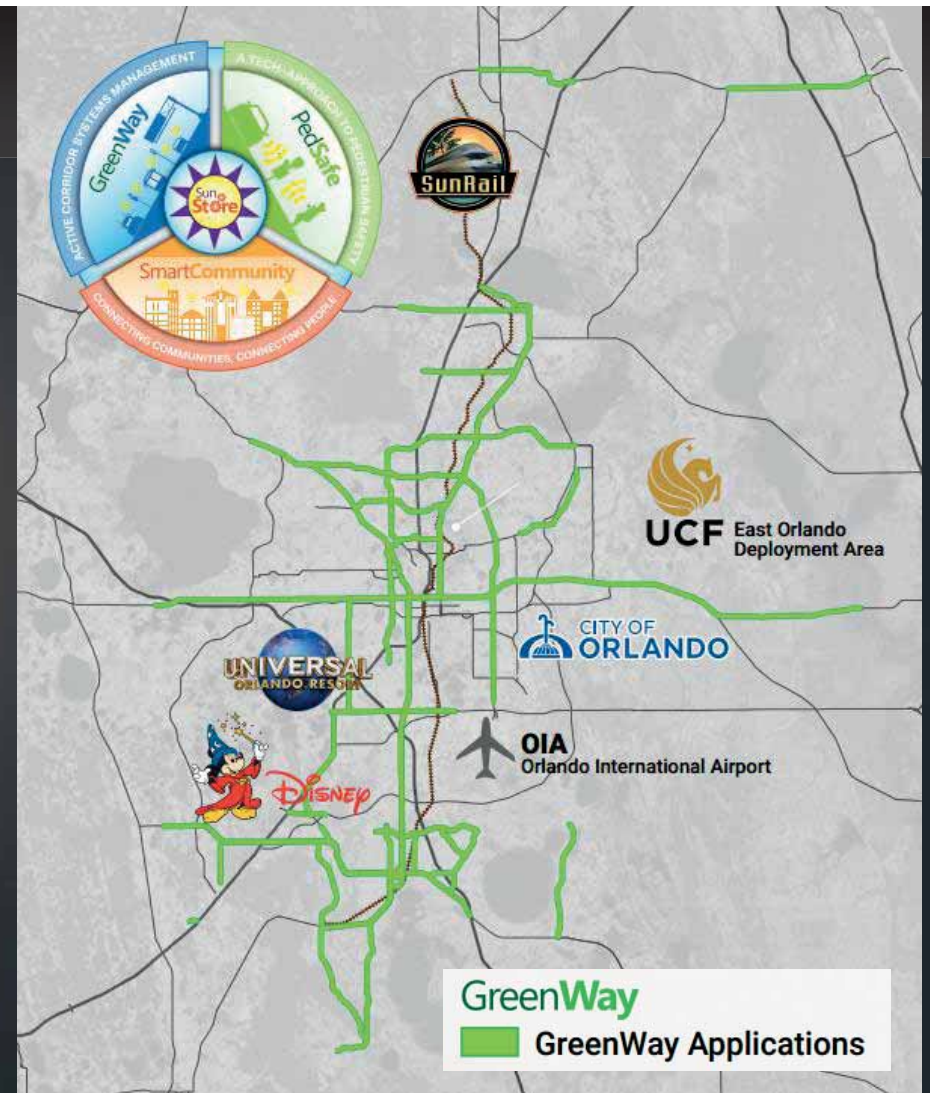 ACTIVE CORRIDOR SYSTEMS MANAGEMENT
A TECH-APPROACH TO PEDESTRIAN SAFETY
GreenWay
PedSafe
Sun
Store
SmartCommunity
CONNECTING COMMUNITIES, CONNECTING PEOPLE
SunRail
UCF East Orlando
Deployment Area
CITY OF
ORLANDO
UNIVERSAL
ORLANDO RESORT
OIA
Orlando International Airport
DISNEY
GreenWay
GreenWay Applications